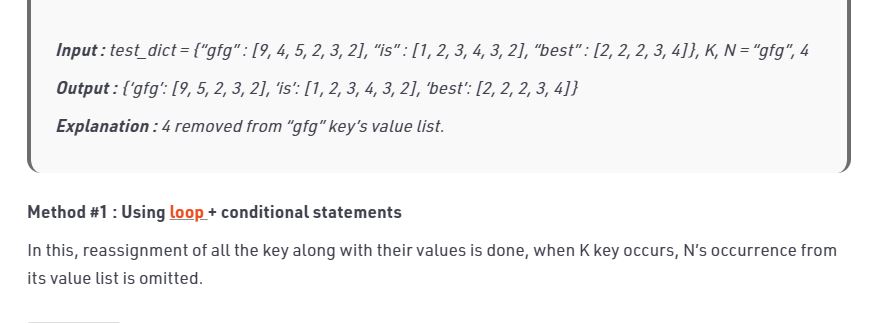 Input : test_dict = {“gfg” : [9, 4, 5, 2, 3, 2], “is” : [1, 2, 3, 4, 3, 2], “best” : [2, 2, 2, 3, 4]}, K, N = “gfg”, 4
Output : {‘gfg’: [9, 5, 2, 3, 2], ‘is’: [1, 2, 3, 4, 3, 2], ‘best’: [2, 2, 2, 3, 4]}
Explanation : 4 removed from “gfg” key’s value list.
Method #1 : Using loop + conditional statements
In this, reassignment of all the key along with their values is done, when K key occurs, N’s occurrence from
its value list is omitted.